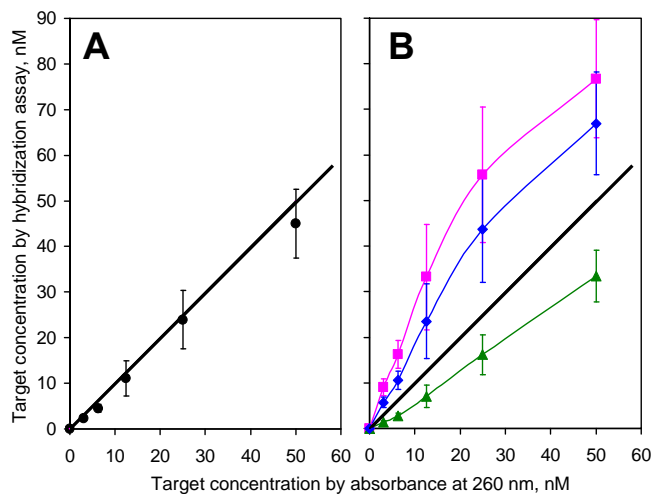 A
B
Target concentration by hybridization assay, nM
90
80
70
60
50
40
30
20
10
0
0 10 20 30 40 50 60
0 10 20 30 40 50 60
Target concentration by absorbance at 260 nm, nM